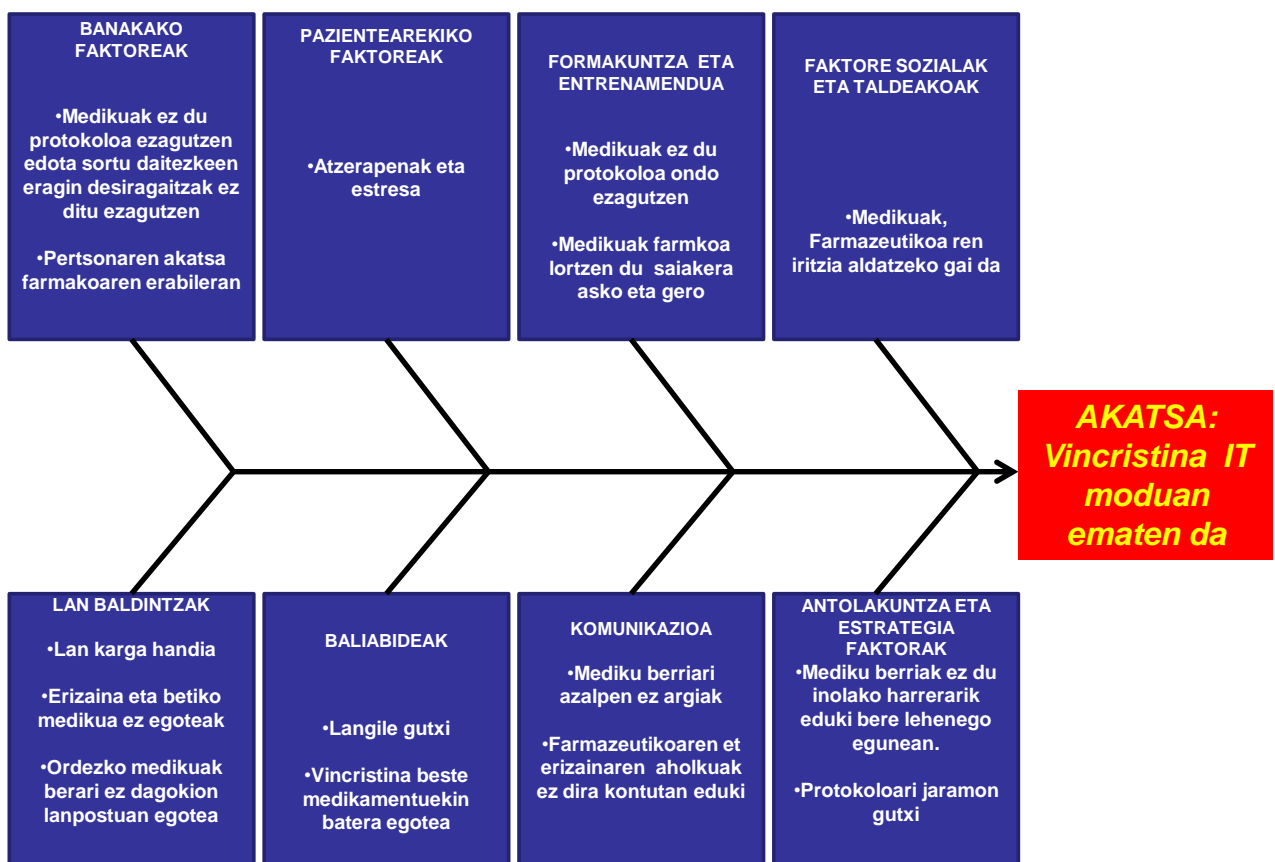 BANAKAKO
FAKTOREAK
•Medikuak ez du
protokoloa ezagutzen
edota sortu daitezkeen
eragin desiragaitzak ez
ditu ezagutzen
•Pertsonaren akatsa
farmakoaren erabileran
PAZIENTEAREKIKO
FAKTOREAK
•Atzerapenak eta
estresa
FORMAKUNTZA ETA
ENTRENAMENDUA
•Medikuak ez du
protokoloa ondo
ezagutzen
•Medikuak farmkoa
lortzen du saiakera
asko eta gero
FAKTORE SOZIALAK
ETA TALDEAKOAK
•Medikuak,
Farmazeutikoa ren
iritzia aldatzeko gai da
AKATSA:
Vincristina IT
moduan
ematen da
LAN BALDINTZAK
•Lan karga handia
•Erizaina eta betiko
medikua ez egoteak
•Ordezko medikuak
berari ez dagokion
lanpostuan egotea
BALIABIDEAK
•Langile gutxi
•Vincristina beste
medikamentuekin
batera egotea
KOMUNIKAZIOA
•Mediku berriari
azalpen ez argiak
•Farmazeutikoaren et
erizainaren aholkuak
ez dira kontutan eduki
ANTOLAKUNTZA ETA
ESTRATEGIA
FAKTORAK
•Mediku berriak ez du
inolako harrerarik
eduki bere lehenego
egunean.
•Protokoloari jaramon
gutxi